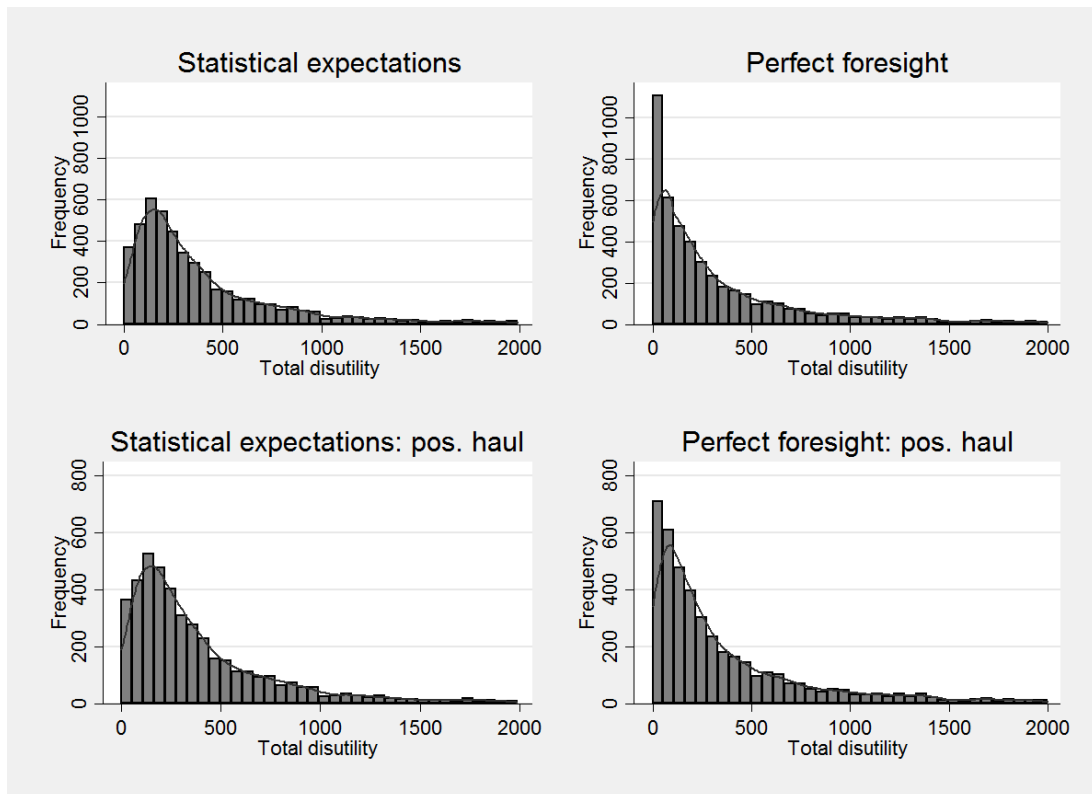 Statistical expectations
Frequency
0 200 400 600 800 1000
0 500 1000 1500 2000
Total disutility
Perfect foresight
Frequency
0 200 400 600 800 1000
0 500 1000 1500 2000
Total disutility
Statistical expectations: pos. haul
Frequency
0 200 400 600 800
0 500 1000 1500 2000
Total disutility
Perfect foresight: pos. haul
Frequency
0 200 400 600 800
0 500 1000 1500 2000
Total disutility